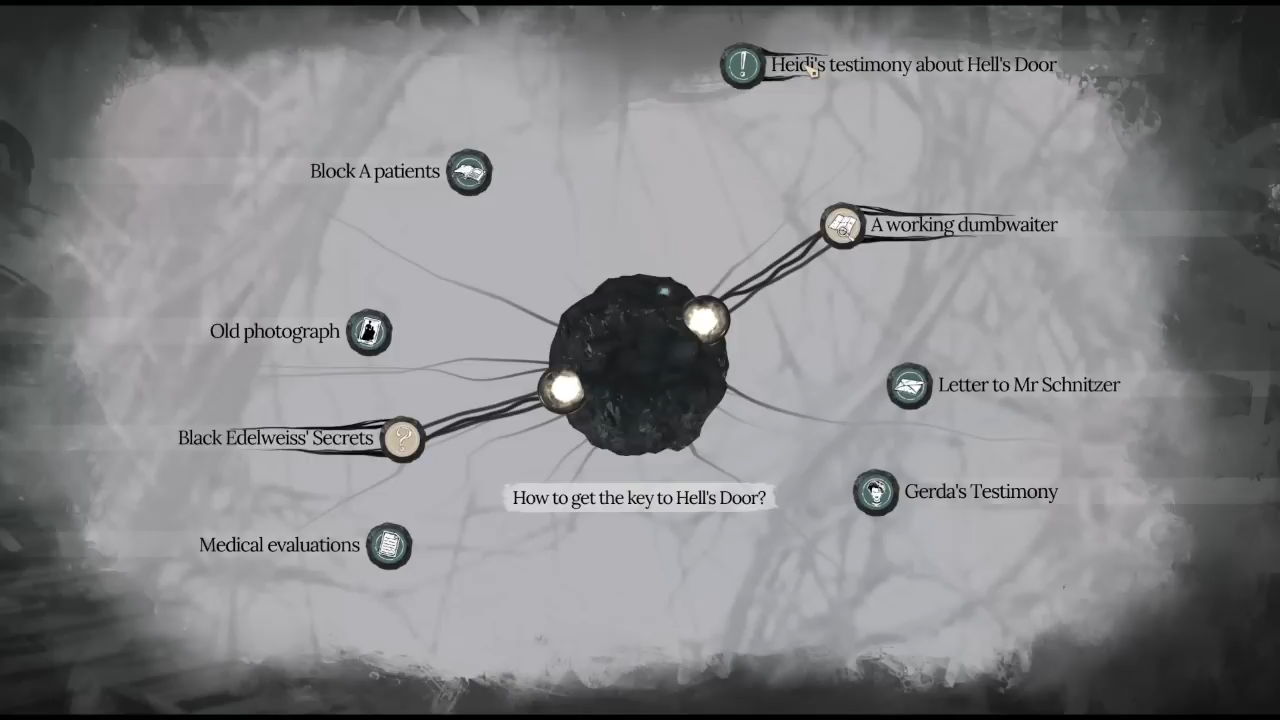 Heidi's testimony about Hell's Door
Block A patients
A working dumbwaiter
Old photograph
Letter to Mr Schnitzer
Black Edelweiss' Secrets
Gerda's Testimony
How to get the key to Hell's Door?
Medical evaluations